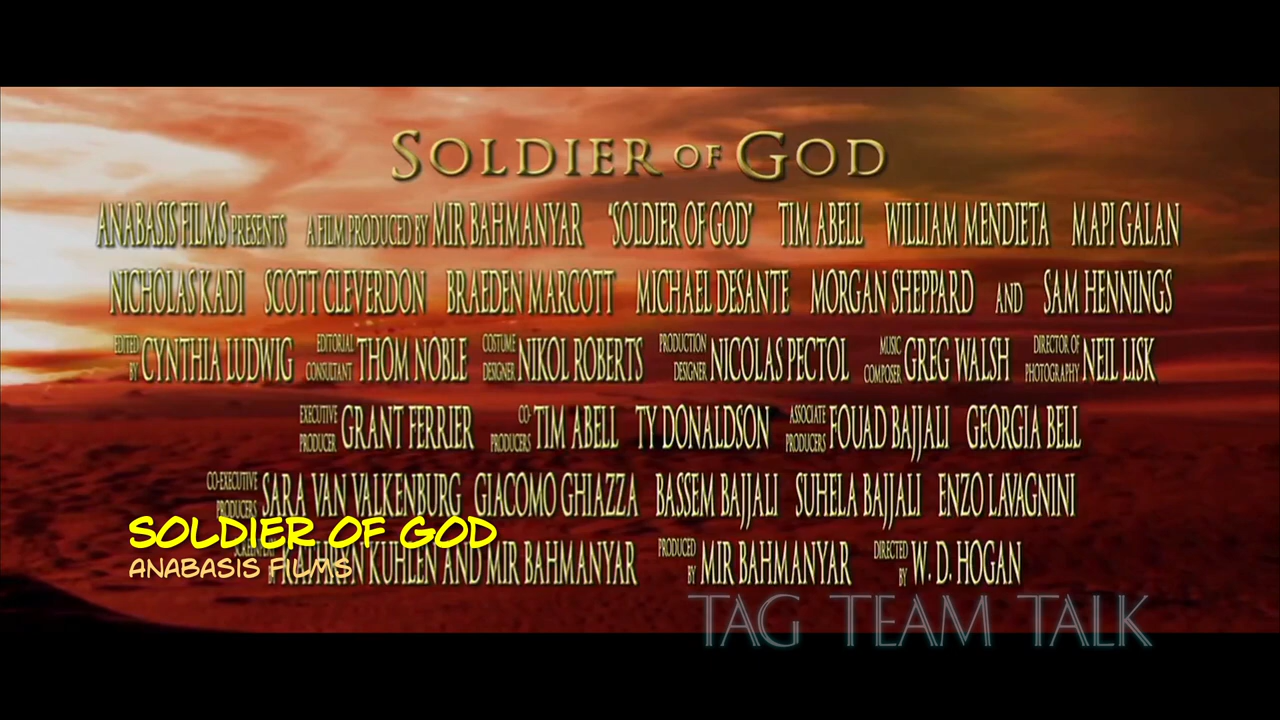 SOLDIER OF GOD
ANABASIS FILMS PRESENTS A FILM PRODUCED BY MIR BAHMANYAR "SOLDIER OF GOD" TIM ABELL WILLIAM MENDIETA MAPI GALAN
NICHOLAS KADI SCOTT CLEVERDON BRAEDEN MARCOTT MICHAEL DESANTE MORGAN SHEPPARD AND SAM HENNINGS
EDITED BY CYNTHIA LUDWIG EDITORIAL CONSULTANT THOM NOBLE COSTUME DESIGNER NIKOL ROBERTS PRODUCTION DESIGNER NICOLAS PECTOL MUSIC COMPOSER GREG WALSH DIRECTOR OF PHOTOGRAPHY NEIL LISK
EXECUTIVE PRODUCER GRANT FERRIER CO-PRODUCERS TIM ABELL TY DONALDSON ASSOCIATE PRODUCERS FOUAD BAJJALI GEORGIA BELL
CO-EXECUTIVE PRODUCERS SARA VAN VALKENBURG GIACOMO GHIAZZA BASSEM BAJJALI SUHELA BAJJALI ENZO LAVAGNINI
SOLDIER OF GOD
KATHRYN KUHLEN AND MIR BAHMANYAR PRODUCED BY MIR BAHMANYAR DIRECTED BY W. D. HOGAN
ANABASIS FILMS
TAG TEAM TALK